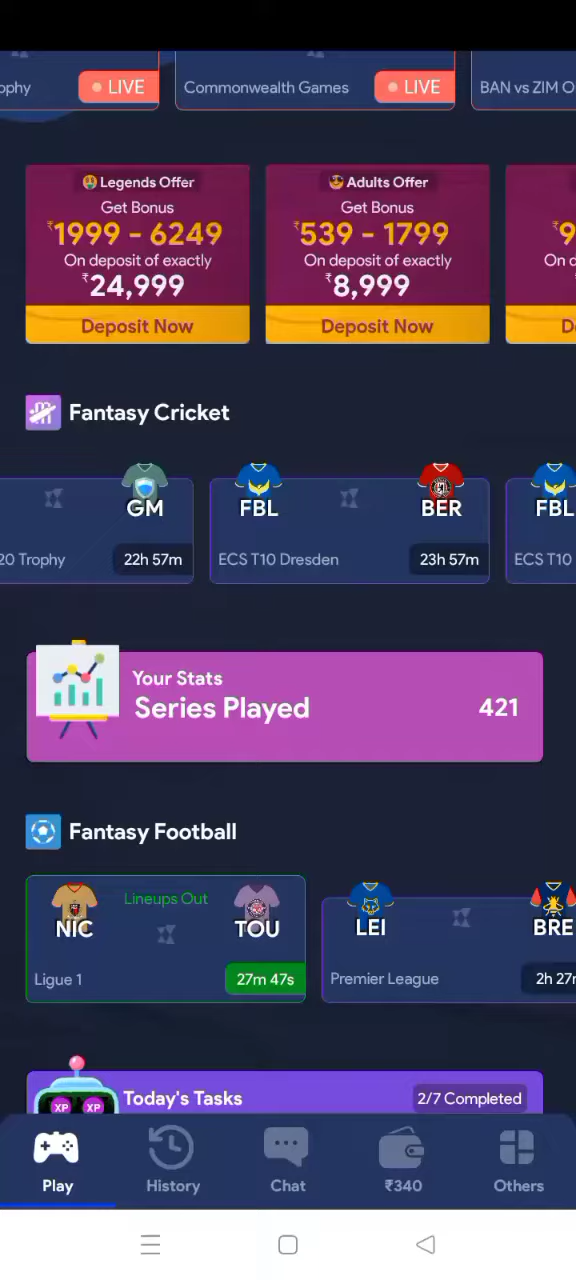 ophy
LIVE
Commonwealth Games
LIVE
BAN vs ZIM O
Legends Offer
Get Bonus
₹1999 - 6249
On deposit of exactly
₹24,999
Deposit Now
Adults Offer
Get Bonus
₹539 - 1799
On deposit of exactly
₹8,999
Deposit Now
₹9
On d
D
Fantasy Cricket
GM
20 Trophy
22h 57m
FBL
BER
ECS T10 Dresden
23h 57m
FBL
ECS T10
Your Stats
Series Played
421
Fantasy Football
NIC
Lineups Out
TOU
Ligue 1
27m 47s
LEI
BRE
Premier League
2h 27m
XP XP
Today's Tasks
2/7 Completed
Play
History
Chat
₹340
Others